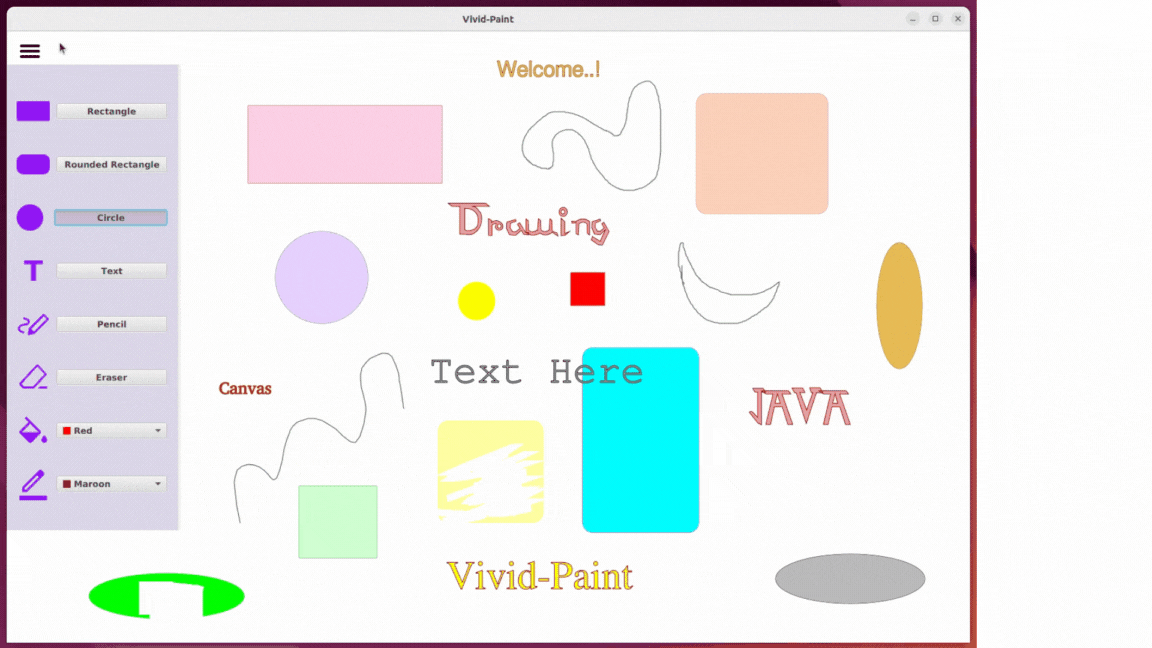 Vivid-Paint
Welcome..!
Rectangle
Rounded Rectangle
Circle
T Text
Pencil
Eraser
Red
Maroon
Drawing
Text Here
Canvas
JAVA
Vivid-Paint